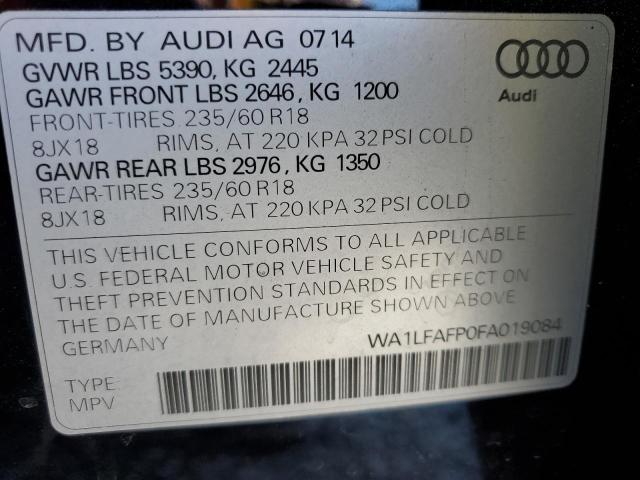 MFD. BY AUDI AG 07 14
GVWR LBS 5390, KG 2445
GAWR FRONT LBS 2646, KG 1200
FRONT-TIRES 235/60 R18
8JX18 RIMS, AT 220 KPA 32 PSI COLD
GAWR REAR LBS 2976, KG 1350
REAR-TIRES 235/60 R18
8JX18 RIMS, AT 220 KPA 32 PSI COLD
Audi
THIS VEHICLE CONFORMS TO ALL APPLICABLE
U.S. FEDERAL MOTOR VEHICLE SAFETY AND
THEFT PREVENTION STANDARDS IN EFFECT ON
THE DATE OF MANUFACTURE SHOWN ABOVE
GERMANY
WA1LFAFP0FA019084
TYPE:
MPV